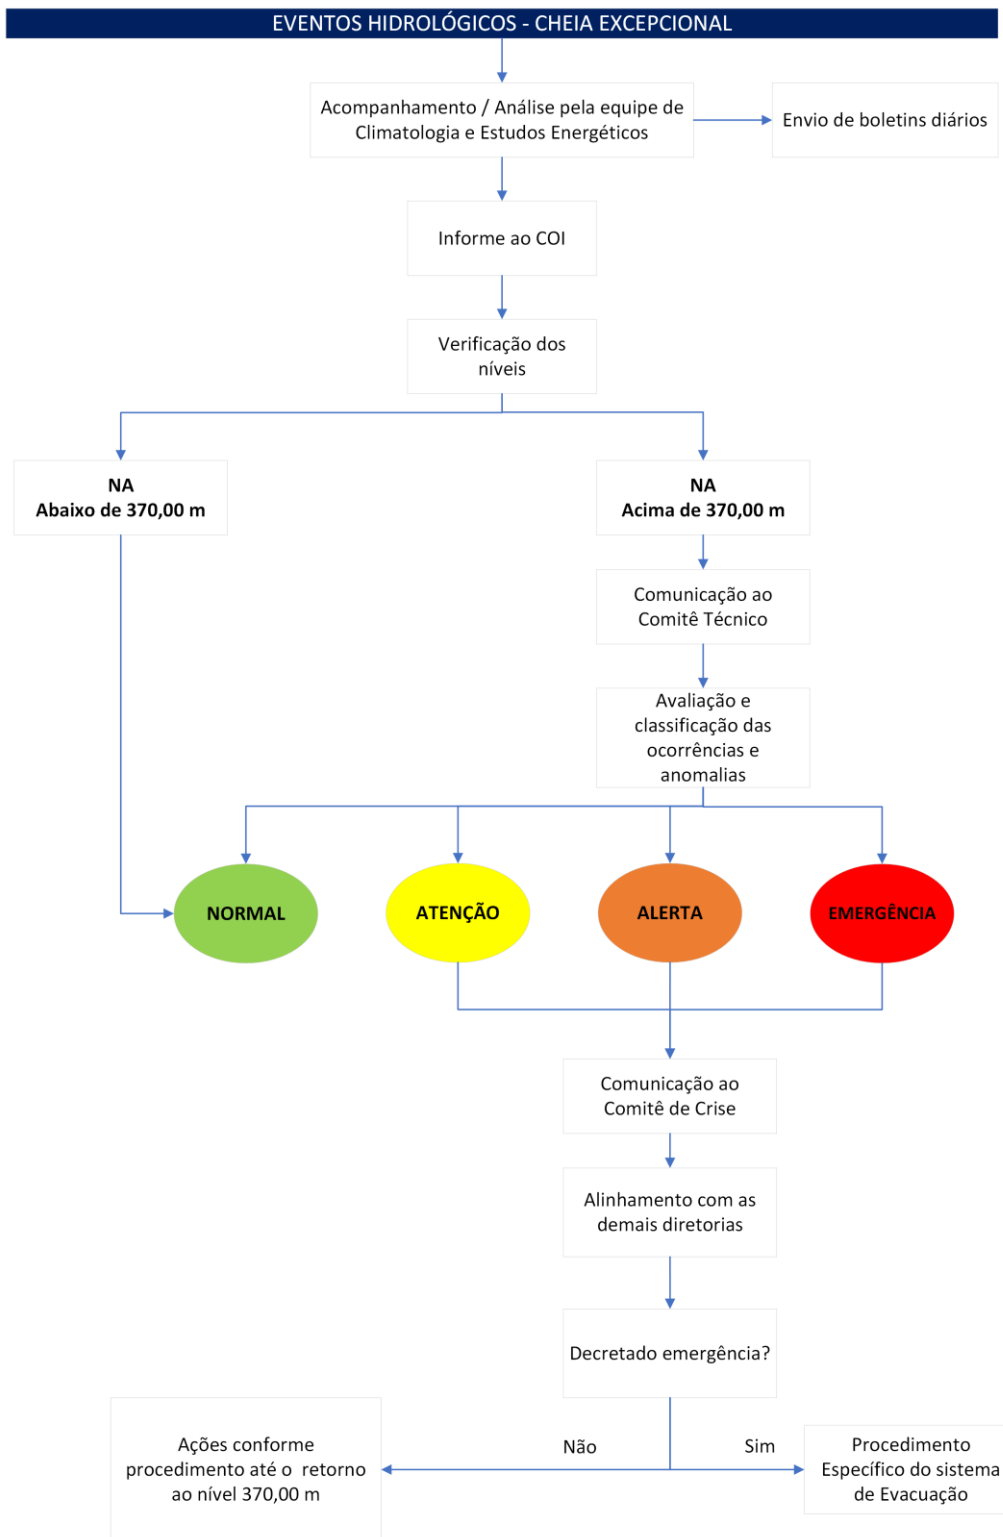 EVENTOS HIDROLÓGICOS - CHEIA EXCEPCIONAL
Acompanhamento / Análise pela equipe de
Climatologia e Estudos Energéticos
Envio de boletins diários
Informe ao COI
Verificação dos
níveis
NA
Abaixo de 370,00 m
NA
Acima de 370,00 m
Comunicação ao
Comitê Técnico
Avaliação e
classificação das
ocorrências e
anomalias
NORMAL
ATENÇÃO
ALERTA
EMERGÊNCIA
Comunicação ao
Comitê de Crise
Alinhamento com as
demais diretorias
Decretado emergência?
Não
Sim
Ações conforme
procedimento até o retorno
ao nível 370,00 m
Procedimento
Específico do sistema
de Evacuação